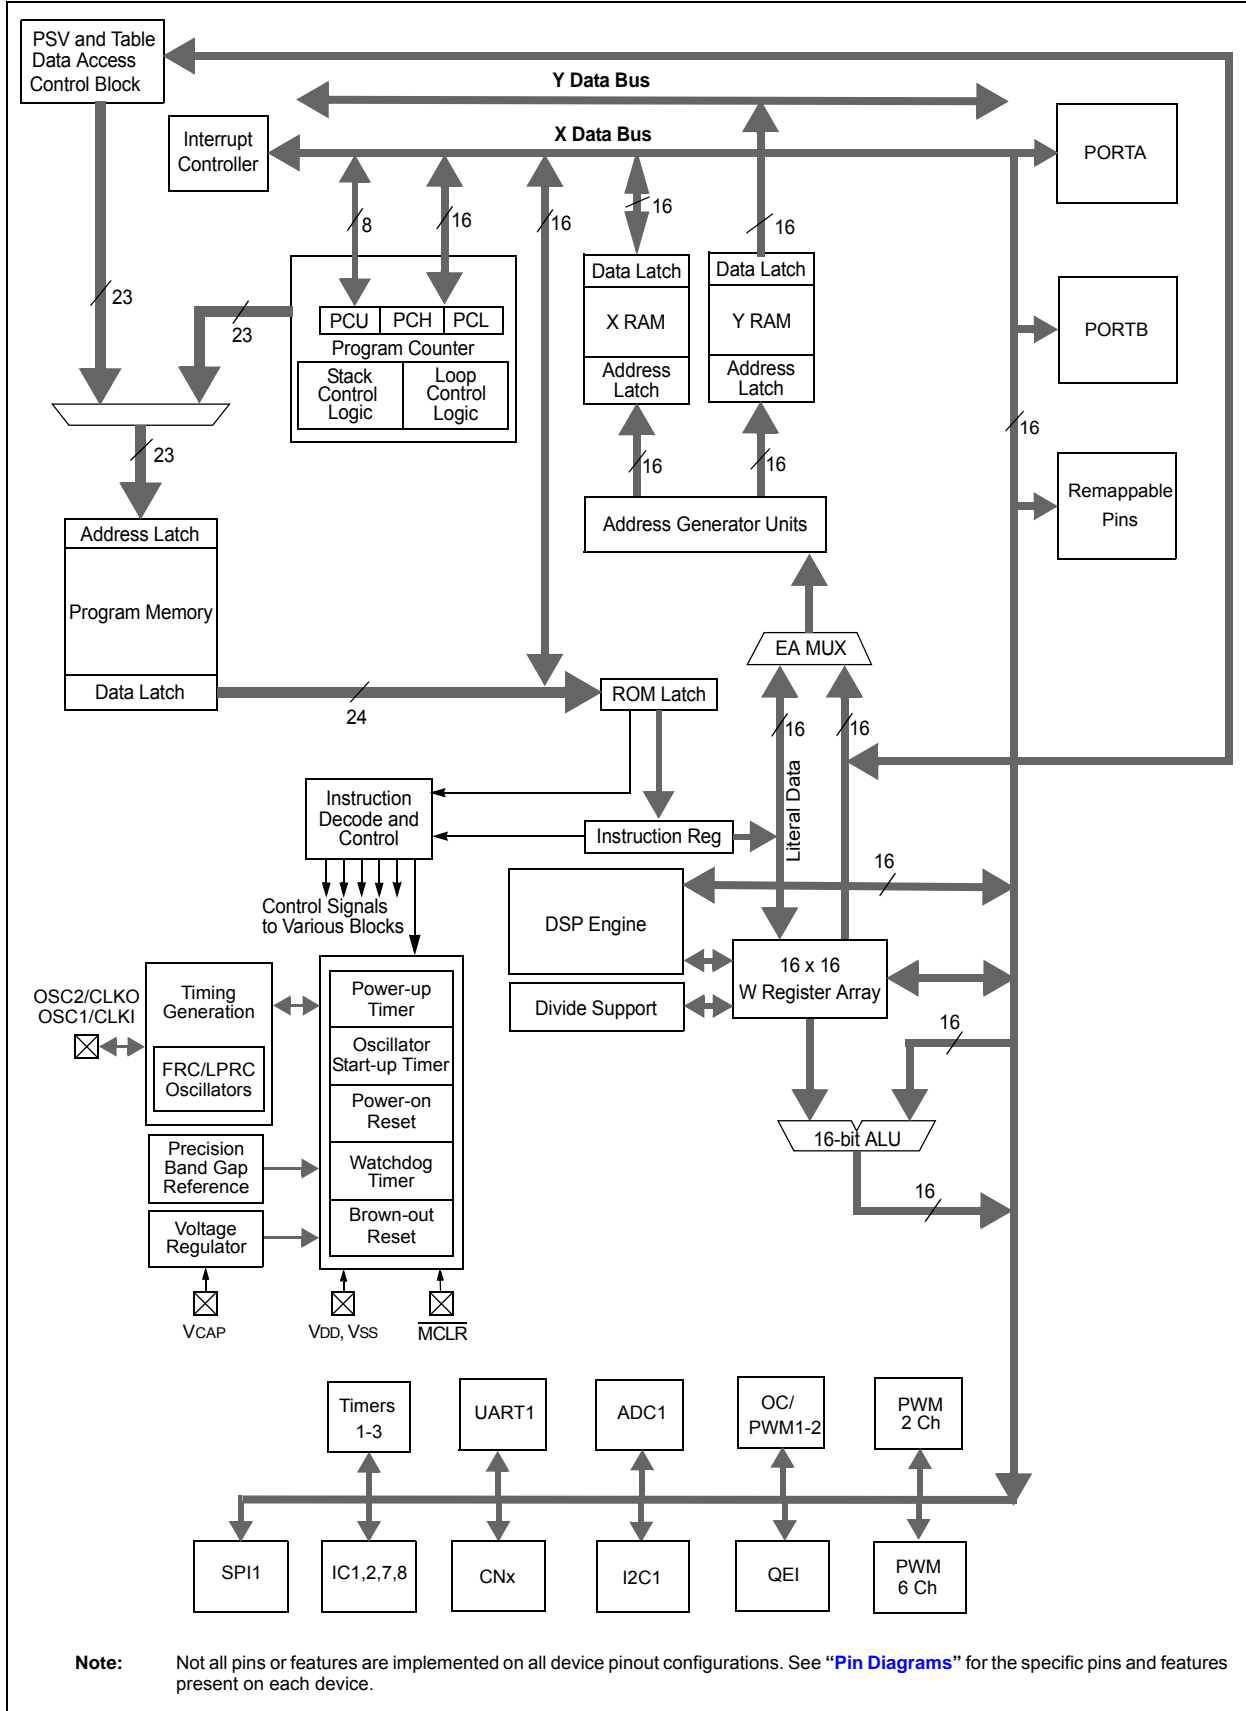 PSV and Table
Data Access
Control Block
Y Data Bus
X Data Bus
Interrupt
Controller
PORTA
8
16
16
16
16
23
23
Data Latch
X RAM
Address
Latch
Data Latch
Y RAM
Address
Latch
PCU
PCH
PCL
Program Counter
Stack
Control
Logic
Loop
Control
Logic
PORTB
16
23
16
16
Remappable
Pins
Address Generator Units
Address Latch
Program Memory
Data Latch
EA MUX
24
ROM Latch
16
16
Literal Data
Instruction
Decode and
Control
Instruction Reg
Control Signals
to Various Blocks
16
DSP Engine
16 x 16
W Register Array
Divide Support
OSC2/CLKO
OSC1/CLKI
Timing
Generation
FRC/LPRC
Oscillators
Power-up
Timer
Oscillator
Start-up Timer
Power-on
Reset
Watchdog
Timer
Brown-out
Reset
16
16-bit ALU
16
Precision
Band Gap
Reference
Voltage
Regulator
VCAP
VDD, VSS
MCLR
Timers
1-3
UART1
ADC1
OC/
PWM1-2
PWM
2 Ch
SPI1
IC1,2,7,8
CNx
I2C1
QEI
PWM
6 Ch
Note: Not all pins or features are implemented on all device pinout configurations. See “Pin Diagrams” for the specific pins and features
present on each device.